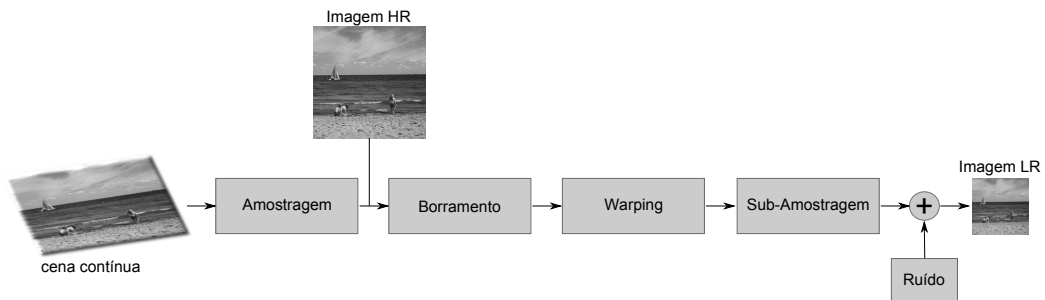 Imagem HR
Imagem LR
Amostragem
Borramento
Warping
Sub-Amostragem
+
cena contínua
Ruído